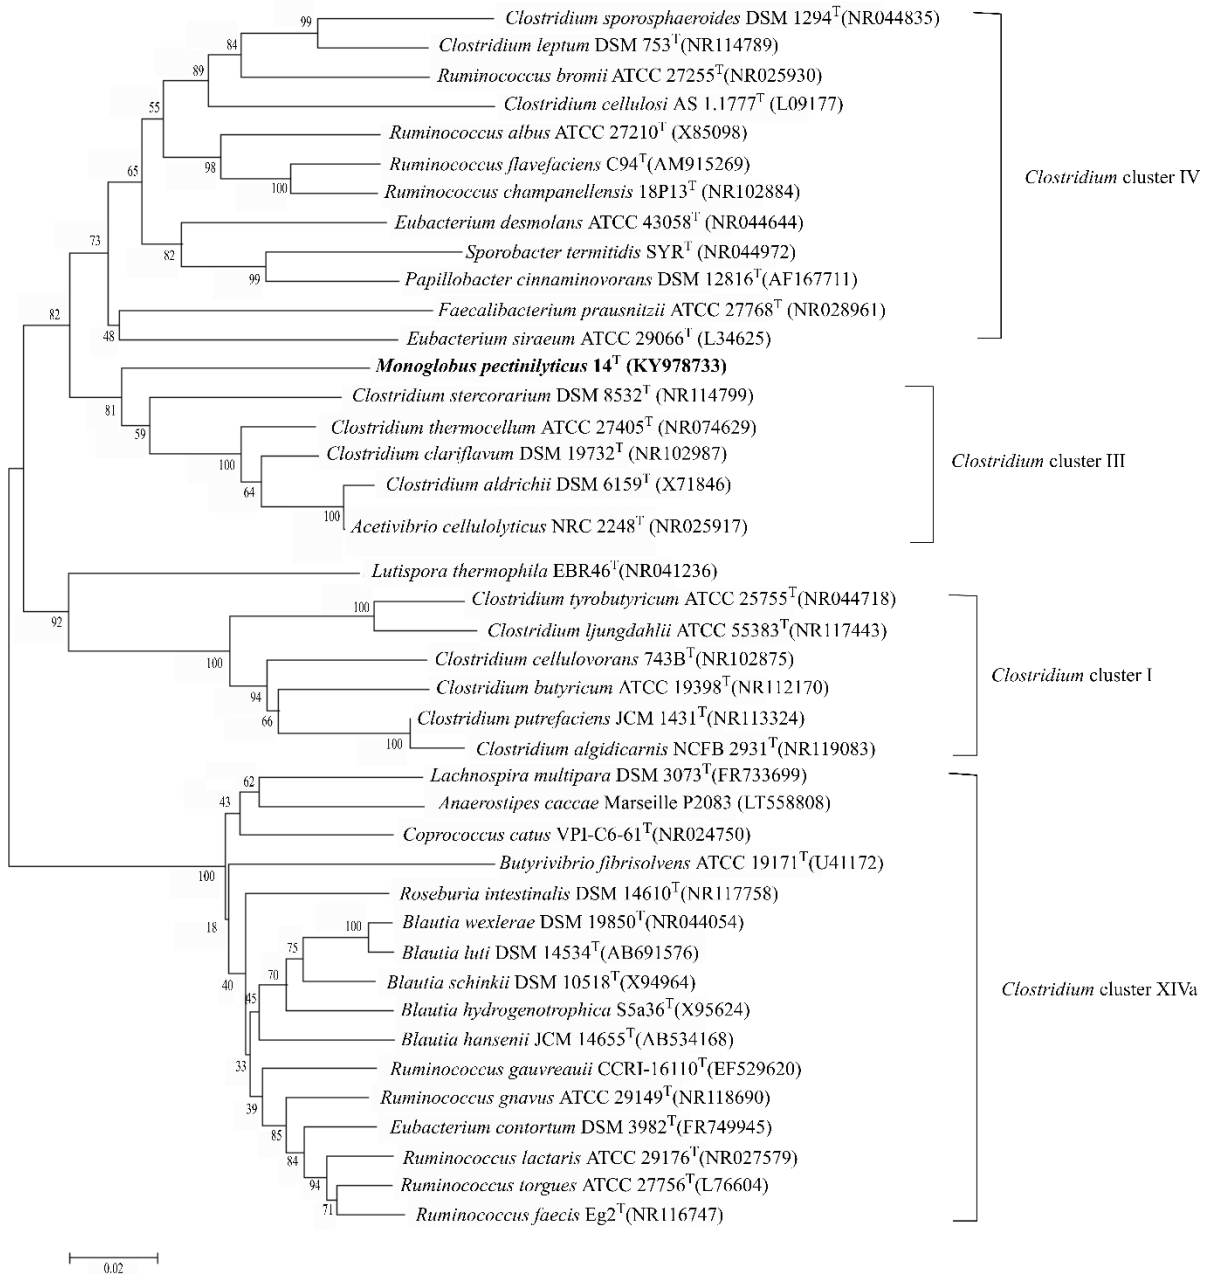 Clostridium sporosphaeroides DSM 1294T(NR044835)
99
Clostridium leptum DSM 753T(NR114789)
84
Ruminococcus bromii ATCC 27255T(NR025930)
89
Clostridium cellulosi AS 1.1777T (L09177)
55
Ruminococcus albus ATCC 27210T (X85098)
98
Ruminococcus flavefaciens C94T(AM915269)
65
100
Ruminococcus champanellensis 18P13T (NR102884)
Clostridium cluster IV
Eubacterium desmolans ATCC 43058T (NR044644)
73
82
Sporobacter termitidis SYRT (NR044972)
99
Papillobacter cinnaminovorans DSM 12816T(AF167711)
Faecalibacterium prausnitzii ATCC 27768T (NR028961)
82
48
Eubacterium siraeum ATCC 29066T (L34625)
Monoglobus pectinilyticus 14T (KY978733)
81
Clostridium stercorarium DSM 8532T (NR114799)
59
Clostridium thermocellum ATCC 27405T (NR074629)
100
Clostridium clariflavum DSM 19732T (NR102987)
Clostridium cluster III
64
Clostridium aldrichii DSM 6159T (X71846)
100
Acetivibrio cellulolyticus NRC 2248T (NR025917)
Lutispora thermophila EBR46T(NR041236)
92
Clostridium tyrobutyricum ATCC 25755T(NR044718)
100
Clostridium ljungdahlii ATCC 55383T(NR117443)
100
Clostridium cellulovorans 743BT(NR102875)
Clostridium cluster I
94
Clostridium butyricum ATCC 19398T(NR112170)
66
Clostridium putrefaciens JCM 1431T(NR113324)
100
Clostridium algidicarnis NCFB 2931T(NR119083)
Lachnospira multipara DSM 3073T(FR733699)
62
43
Anaerostipes caccae Marseille P2083 (LT558808)
Coprococcus catus VPI-C6-61T(NR024750)
Butyrivibrio fibrisolvens ATCC 19171T(U41172)
100
Roseburia intestinalis DSM 14610T(NR117758)
18
Blautia wexlerae DSM 19850T(NR044054)
100
75
Blautia luti DSM 14534T(AB691576)
70
Blautia schinkii DSM 10518T(X94964)
40
Clostridium cluster XIVa
45
Blautia hydrogenotrophica S5a36T(X95624)
Blautia hansenii JCM 14655T(AB534168)
33
Ruminococcus gauvreauii CCRI-16110T(EF529620)
Ruminococcus gnavus ATCC 29149T(NR118690)
39
Eubacterium contortum DSM 3982T(FR749945)
85
Ruminococcus lactaris ATCC 29176T(NR027579)
84
Ruminococcus torgues ATCC 27756T(L76604)
94
71
Ruminococcus faecis Eg2T(NR116747)
0.02